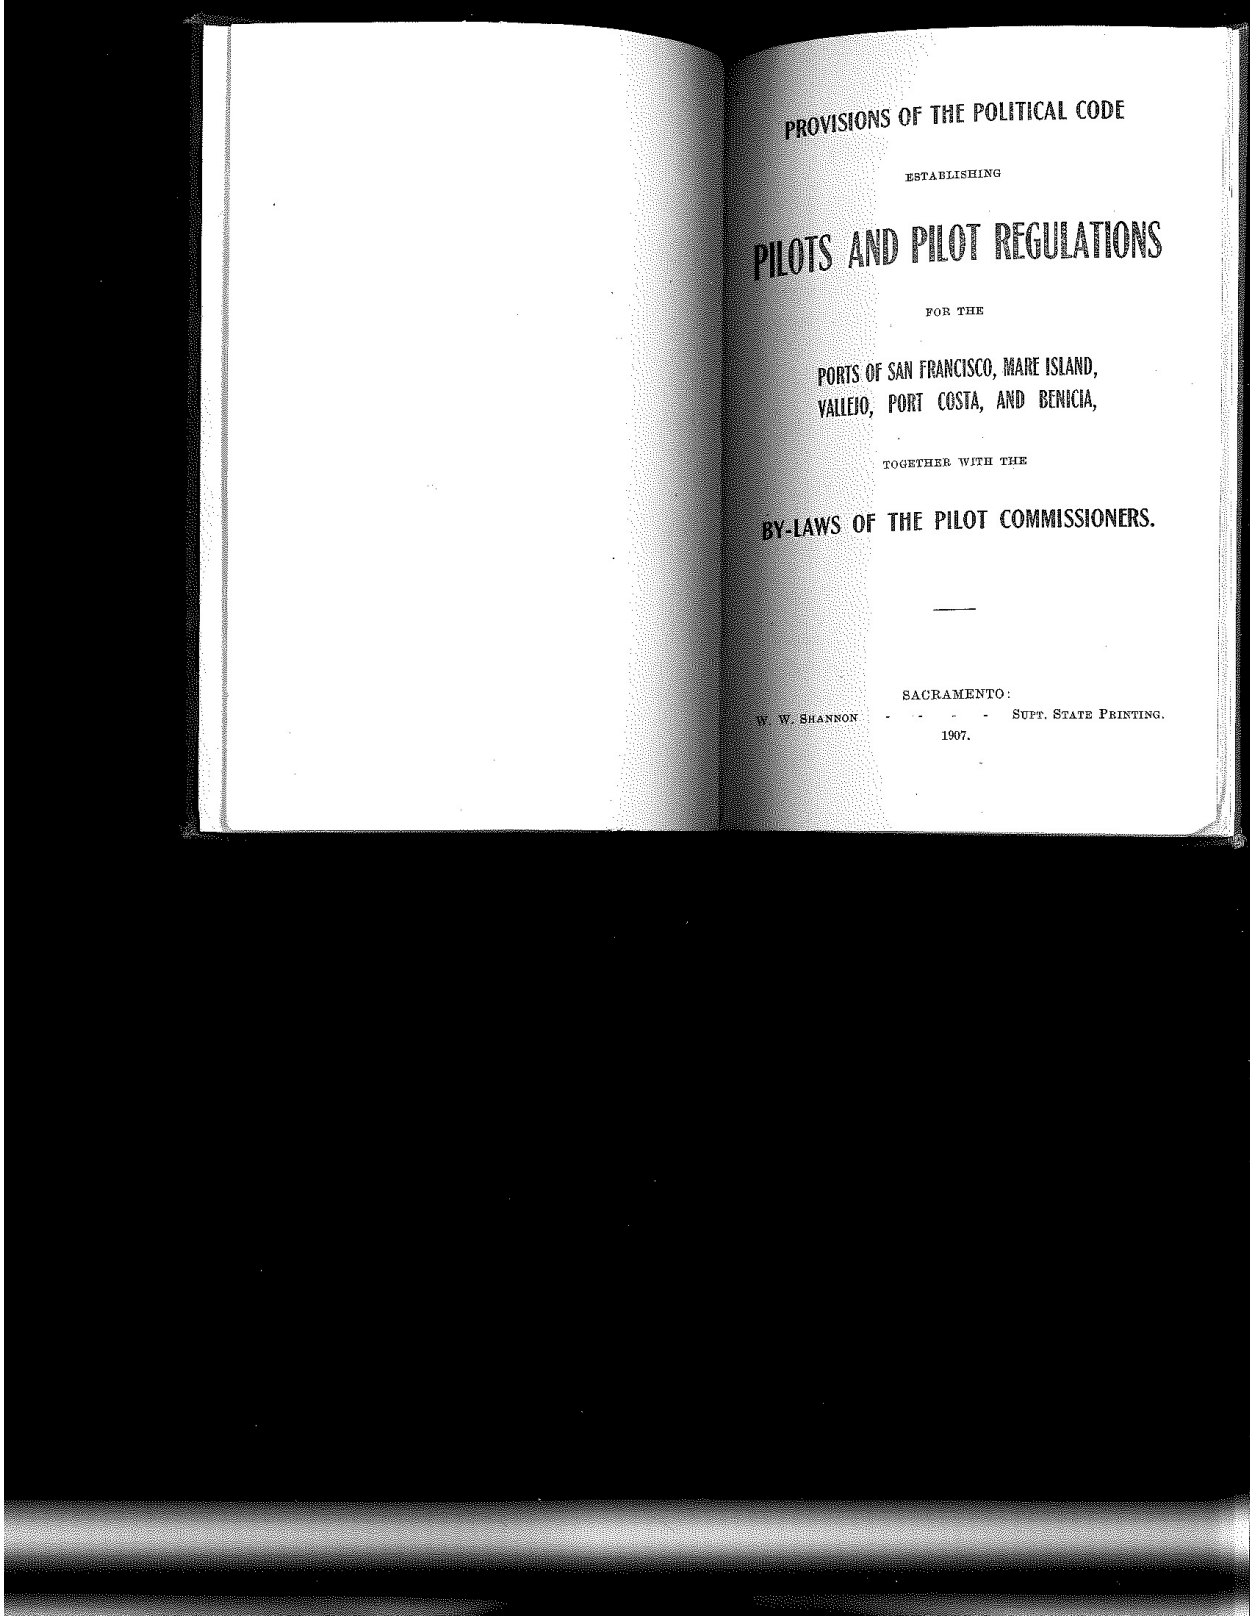 PROVISIONS OF THE POLITICAL CODE
ESTABLISHING
PILOTS AND PILOT REGULATIONS
FOR THE
PORTS OF SAN FRANCISCO, MARE ISLAND,
VALLEJO, PORT COSTA, AND BENICIA,
TOGETHER WITH THE
BY-LAWS OF THE PILOT COMMISSIONERS.
SACRAMENTO:
W. W. SHANNON - - - - SUPT. STATE PRINTING.
1907.